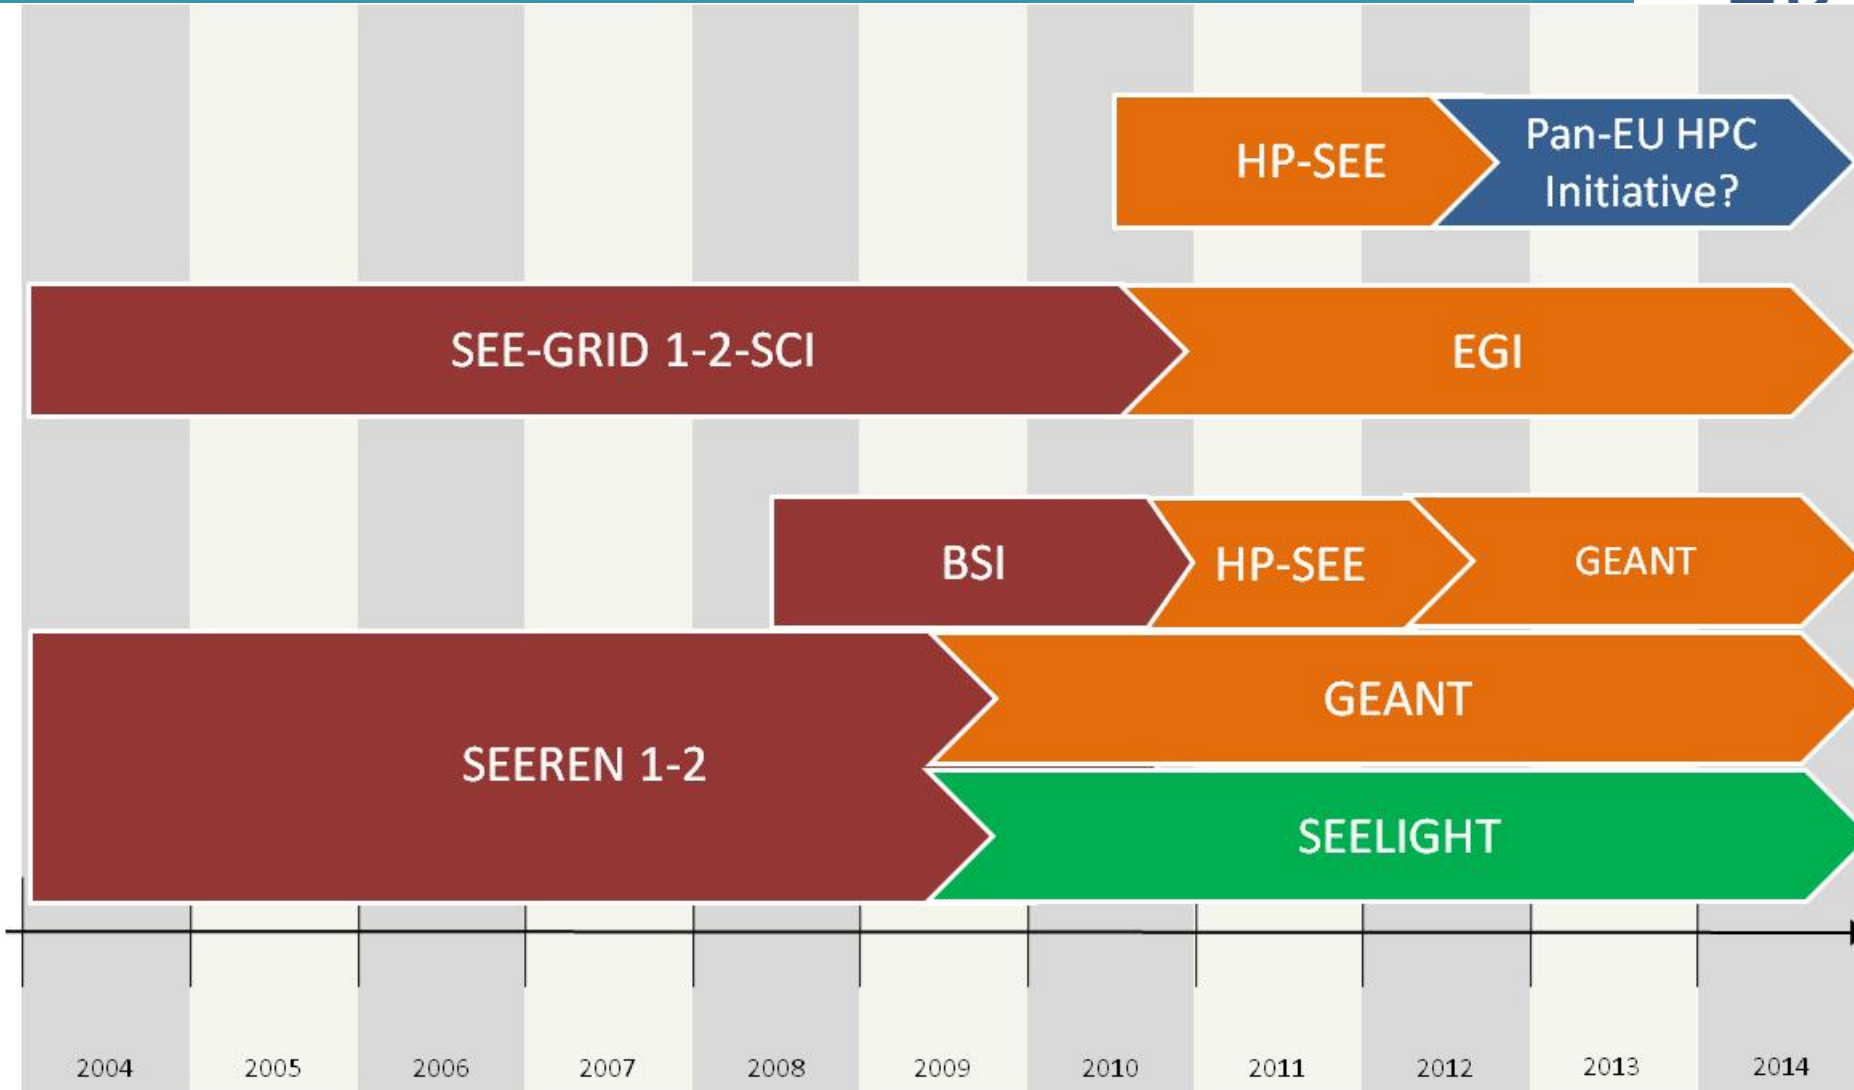 HP-SEE
Pan-EU HPC
Initiative?
SEE-GRID 1-2-SCI
EGI
BSI
HP-SEE
GEANT
GEANT
SEEREN 1-2
SEELIGHT
2004 2005 2006 2007 2008 2009 2010 2011 2012 2013 2014